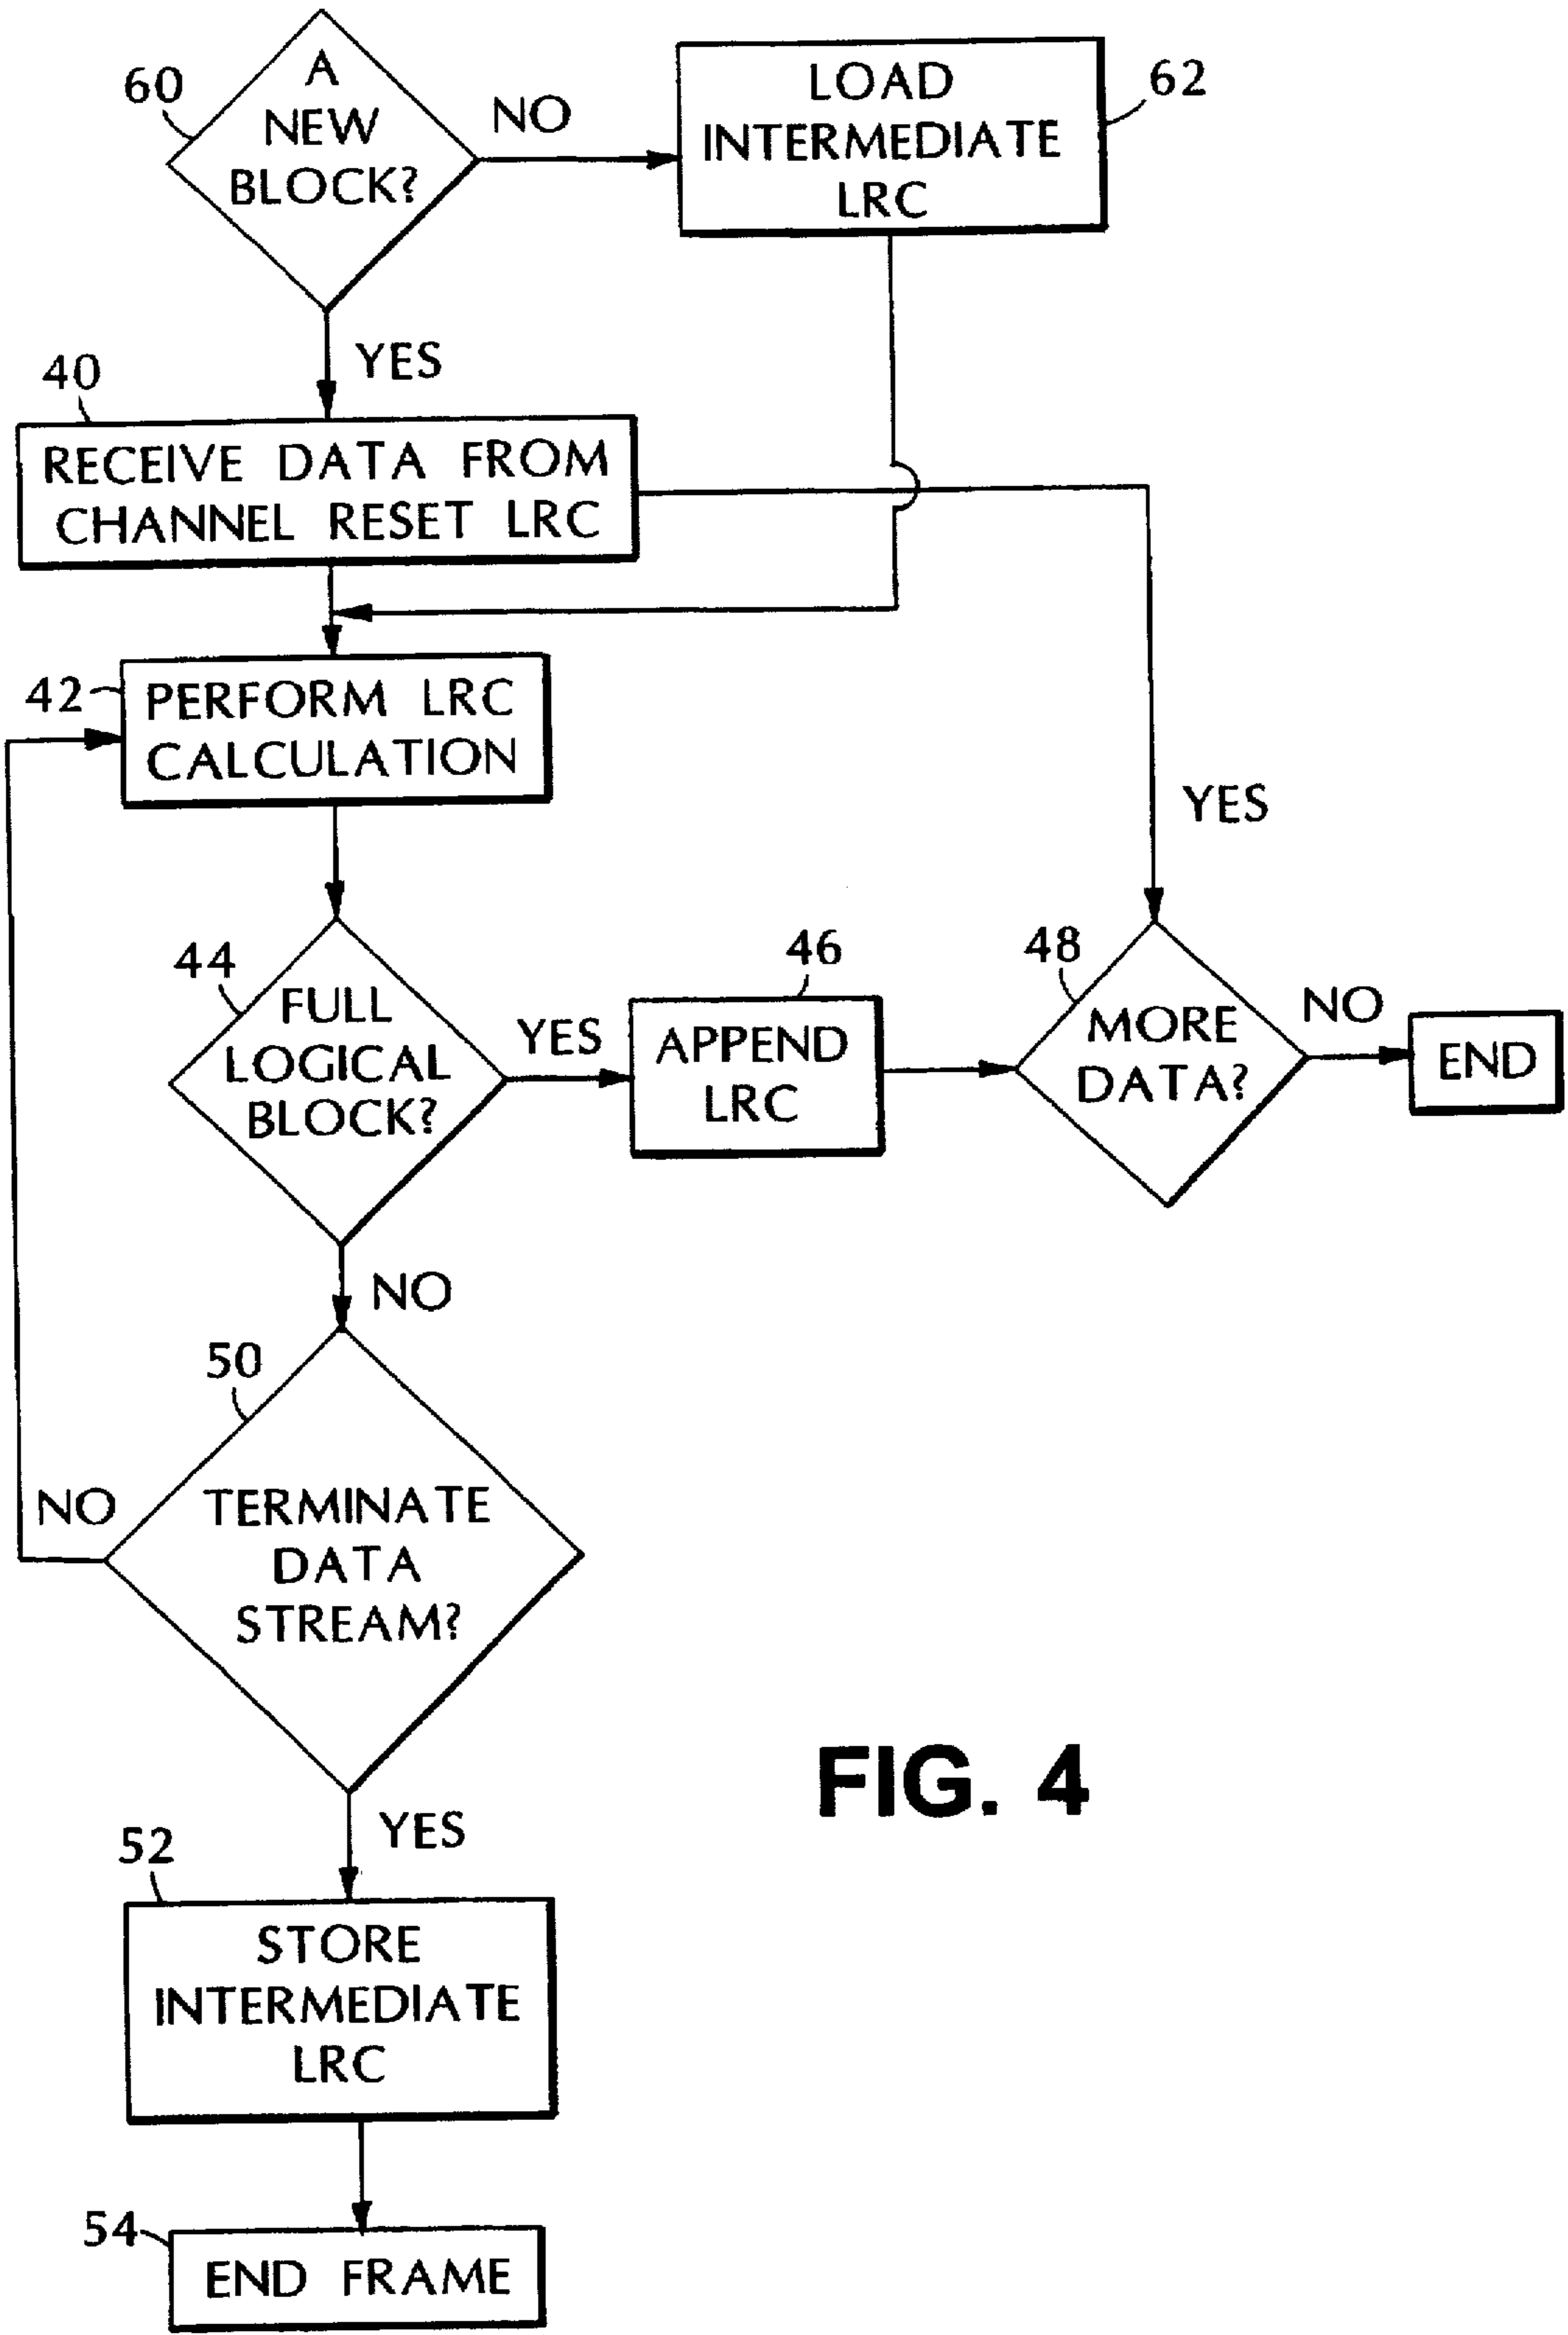 60
A
NEW
BLOCK?
NO
LOAD
INTERMEDIATE
LRC
62
YES
40
RECEIVE DATA FROM
CHANNEL RESET LRC
42
PERFORM LRC
CALCULATION
YES
44
FULL
LOGICAL
BLOCK?
YES
46
APPEND
LRC
48
MORE
DATA?
NO
END
NO
50
TERMINATE
DATA
STREAM?
NO
YES
52
STORE
INTERMEDIATE
LRC
54
END FRAME
FIG. 4